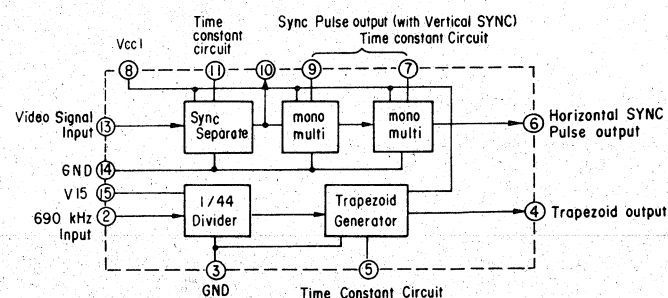 Time constant circuit
Sync Pulse output (with Vertical SYNC)
Time constant Circuit
Vcc1
8
11
10
9
7
Video Signal Input
13
Sync Separate
mono multi
mono multi
6
Horizontal SYNC Pulse output
GND
14
V15
15
690 kHz Input
2
1/44 Divider
Trapezoid Generator
4
Trapezoid output
3
5
GND
Time Constant Circuit